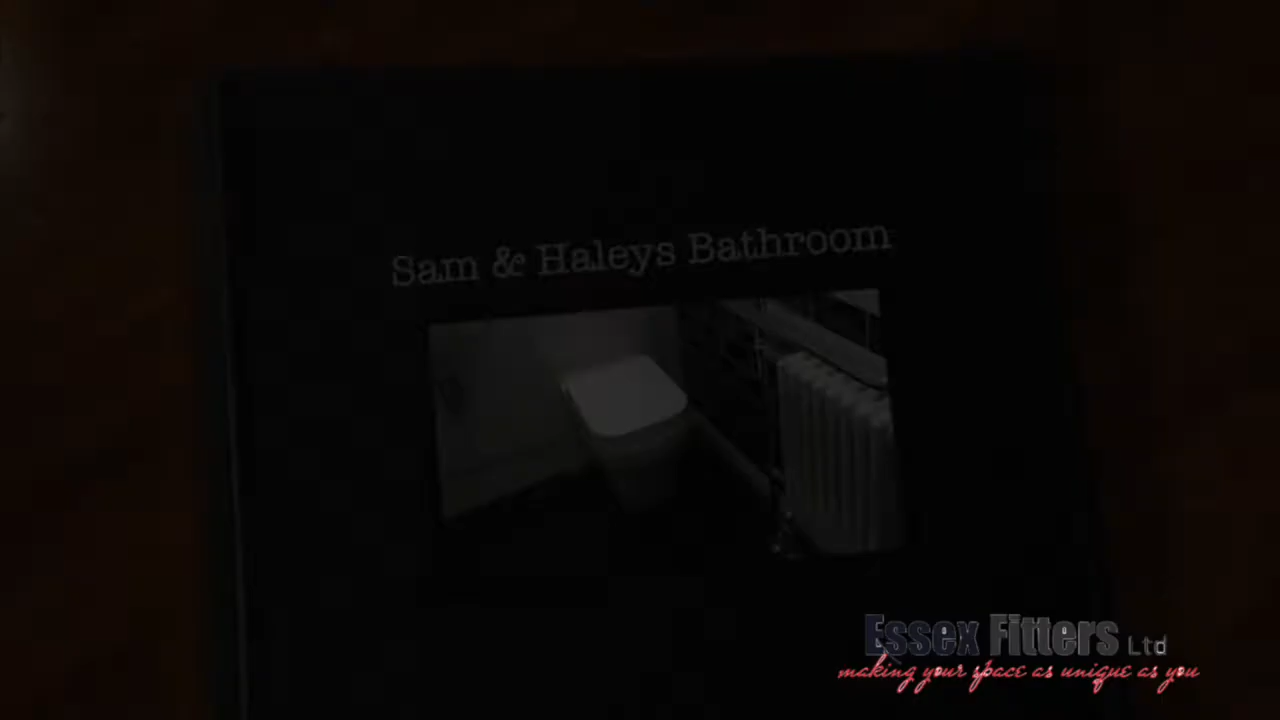 Sam & Haleys Bathroom
Essex Fitters Ltd
making your space as unique as you